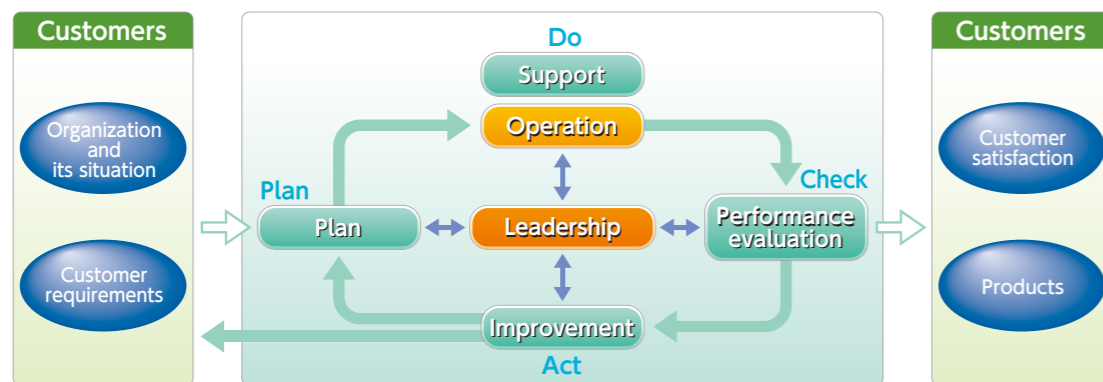 Customers
Organization
and
its situation
Customer
requirements
Do
Support
Operation
Plan
Plan
Leadership
Check
Performance
evaluation
Improvement
Act
Customers
Customer
satisfaction
Products